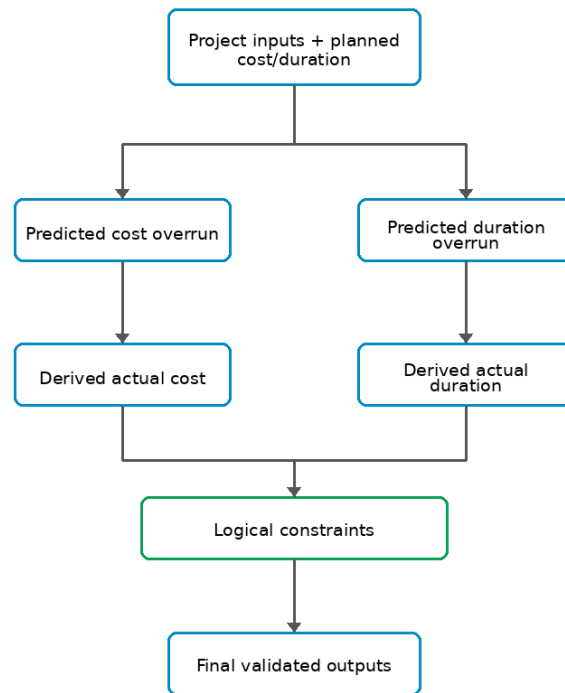 Project inputs + planned
cost/duration
Predicted cost overrun
Predicted duration
overrun
Derived actual cost
Derived actual
duration
Logical constraints
Final validated outputs